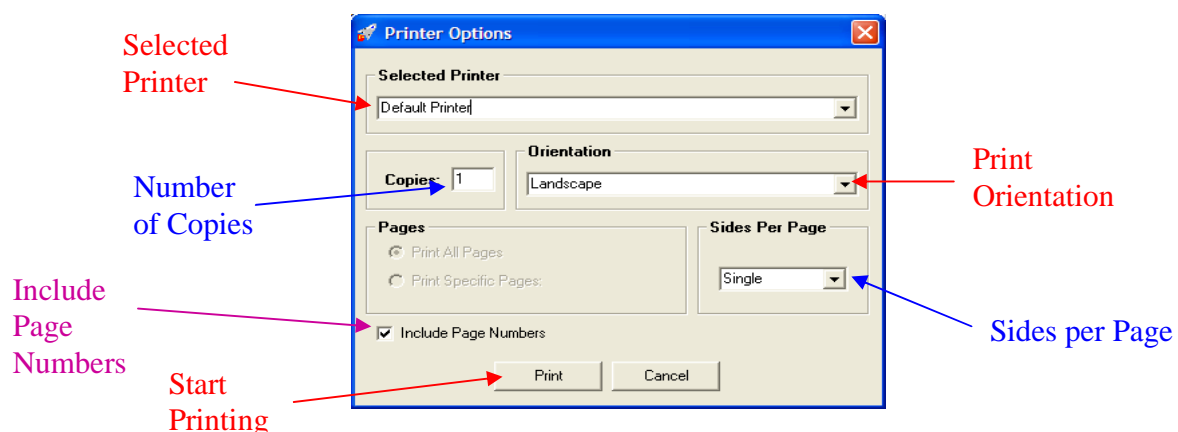 Printer Options
Selected
Printer
Selected Printer
Default Printer
Orientation
Copies: 1
Landscape
Print
Orientation
Number
of Copies
Pages
Sides Per Page
Print All Pages
Print Specific Pages:
Single
Include
Page
Numbers
Include Page Numbers
Sides per Page
Print
Cancel
Start
Printing